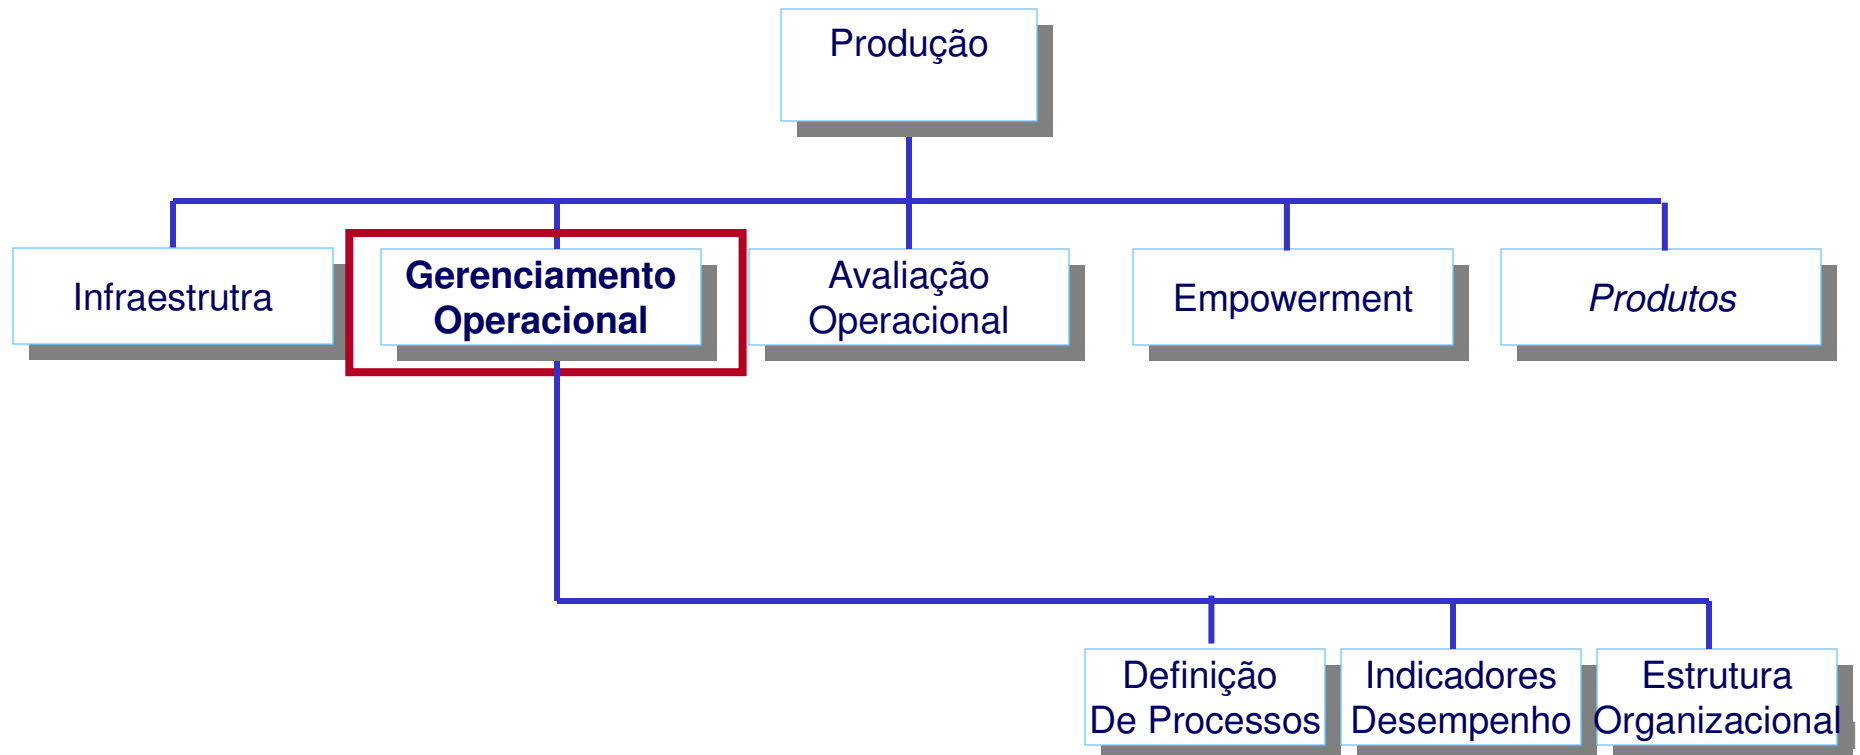 Produção
Infraestrutra
Gerenciamento
Operacional
Avaliação
Operacional
Empowerment
Produtos
Definição
De Processos
Indicadores
Desempenho
Estrutura
Organizacional